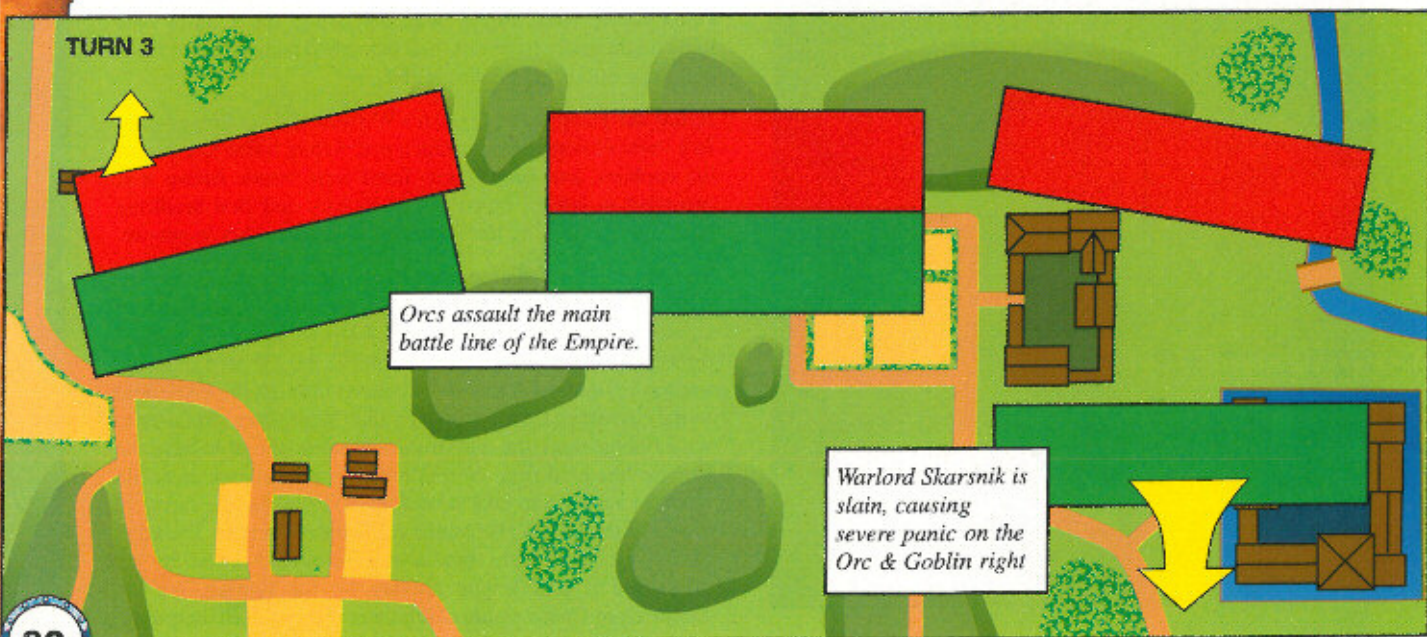 TURN 3
Orcs assault the main
battle line of the Empire.
Warlord Skarsnik is
slain, causing
severe panic on the
Orc & Goblin right